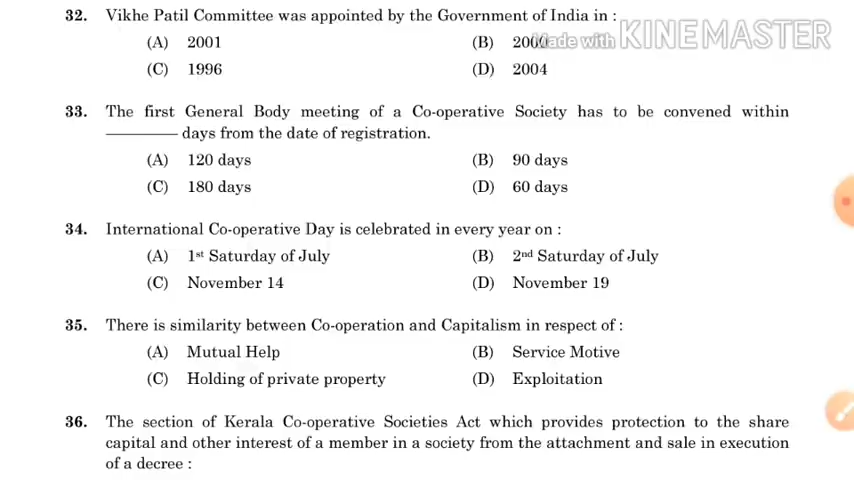 32. Vikhe Patil Committee was appointed by the Government of India in :
(A) 2001 (B) 2000
Made with KINEMASTER
(C) 1996 (D) 2004
33. The first General Body meeting of a Co-operative Society has to be convened within
——— days from the date of registration.
(A) 120 days (B) 90 days
(C) 180 days (D) 60 days
34. International Co-operative Day is celebrated in every year on :
(A) 1st Saturday of July (B) 2nd Saturday of July
(C) November 14 (D) November 19
35. There is similarity between Co-operation and Capitalism in respect of :
(A) Mutual Help (B) Service Motive
(C) Holding of private property (D) Exploitation
36. The section of Kerala Co-operative Societies Act which provides protection to the share
capital and other interest of a member in a society from the attachment and sale in execution
of a decree :